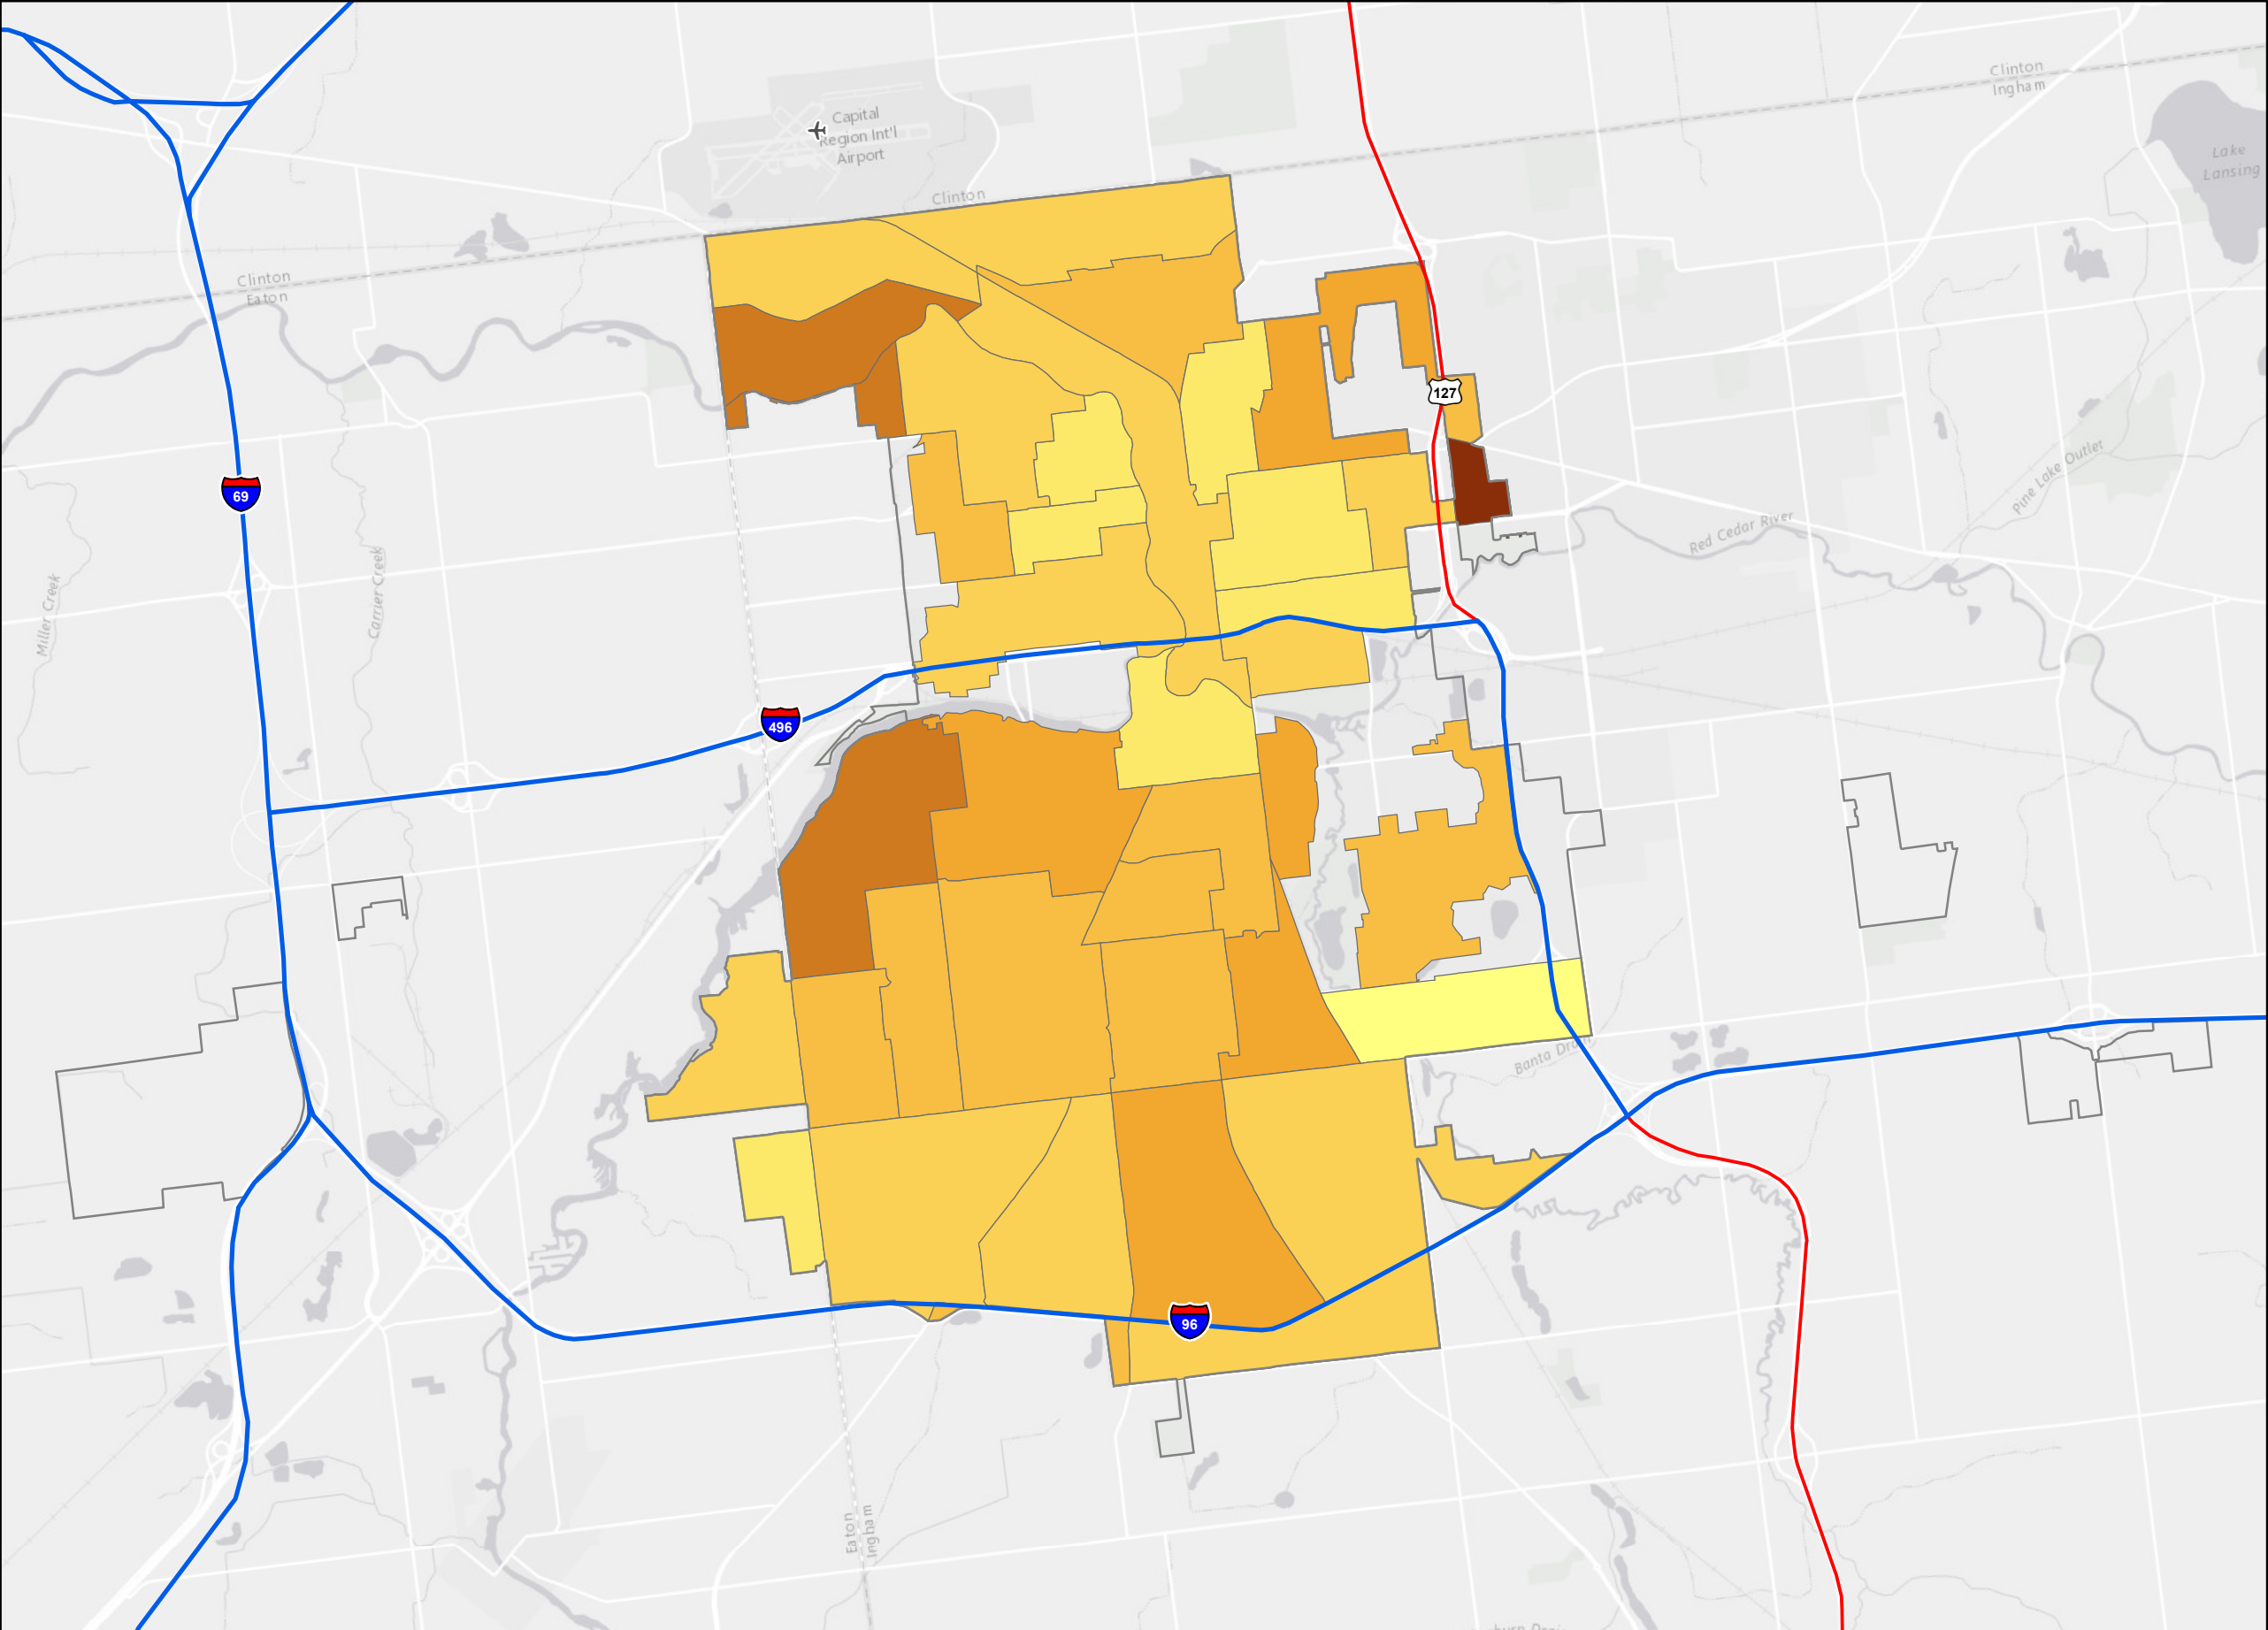 Clinton
Ingham
Capital
Region Int'l
Airport
Lake
Lansing
Clinton
Clinton
Eaton
127
Pine Lake Outlet
69
Red Cedar River
Miller Creek
Carrier Creek
496
Banta Drain
96
Eaton
Ingham